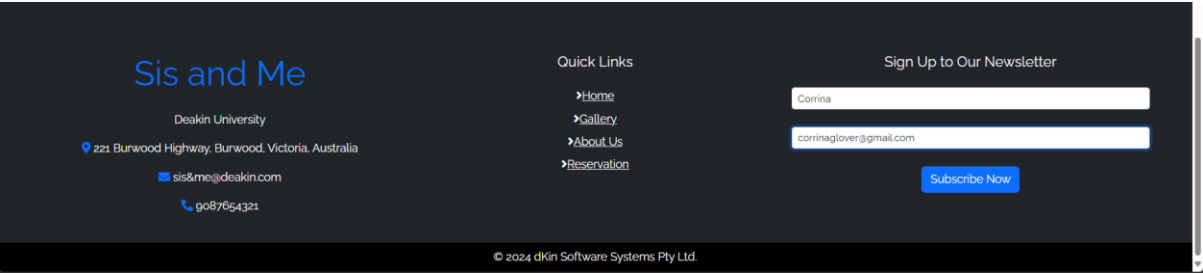 Sis and Me
Deakin University
221 Burwood Highway, Burwood, Victoria, Australia
sis&me@deakin.com
9087654321
Quick Links
Home
Gallery
About Us
Reservation
Sign Up to Our Newsletter
Corrina
corrinaglover@gmail.com
Subscribe Now
© 2024 dKin Software Systems Pty Ltd.